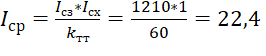 I_ср = (I_сз*I_сх)/k_тт = (1210*1)/60 = 22,4